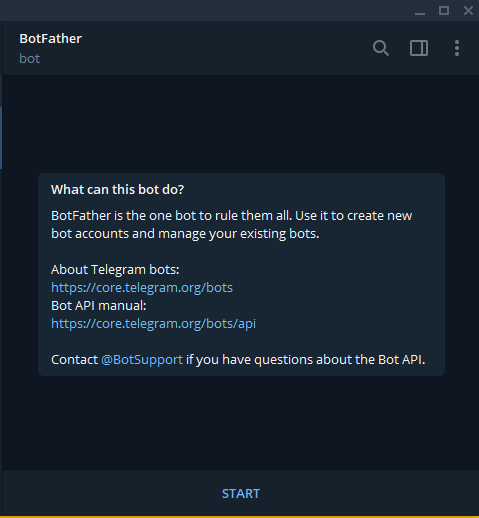 BotFather
bot
What can this bot do?
BotFather is the one bot to rule them all. Use it to create new
bot accounts and manage your existing bots.
About Telegram bots:
https://core.telegram.org/bots
Bot API manual:
https://core.telegram.org/bots/api
Contact @BotSupport if you have questions about the Bot API.
START